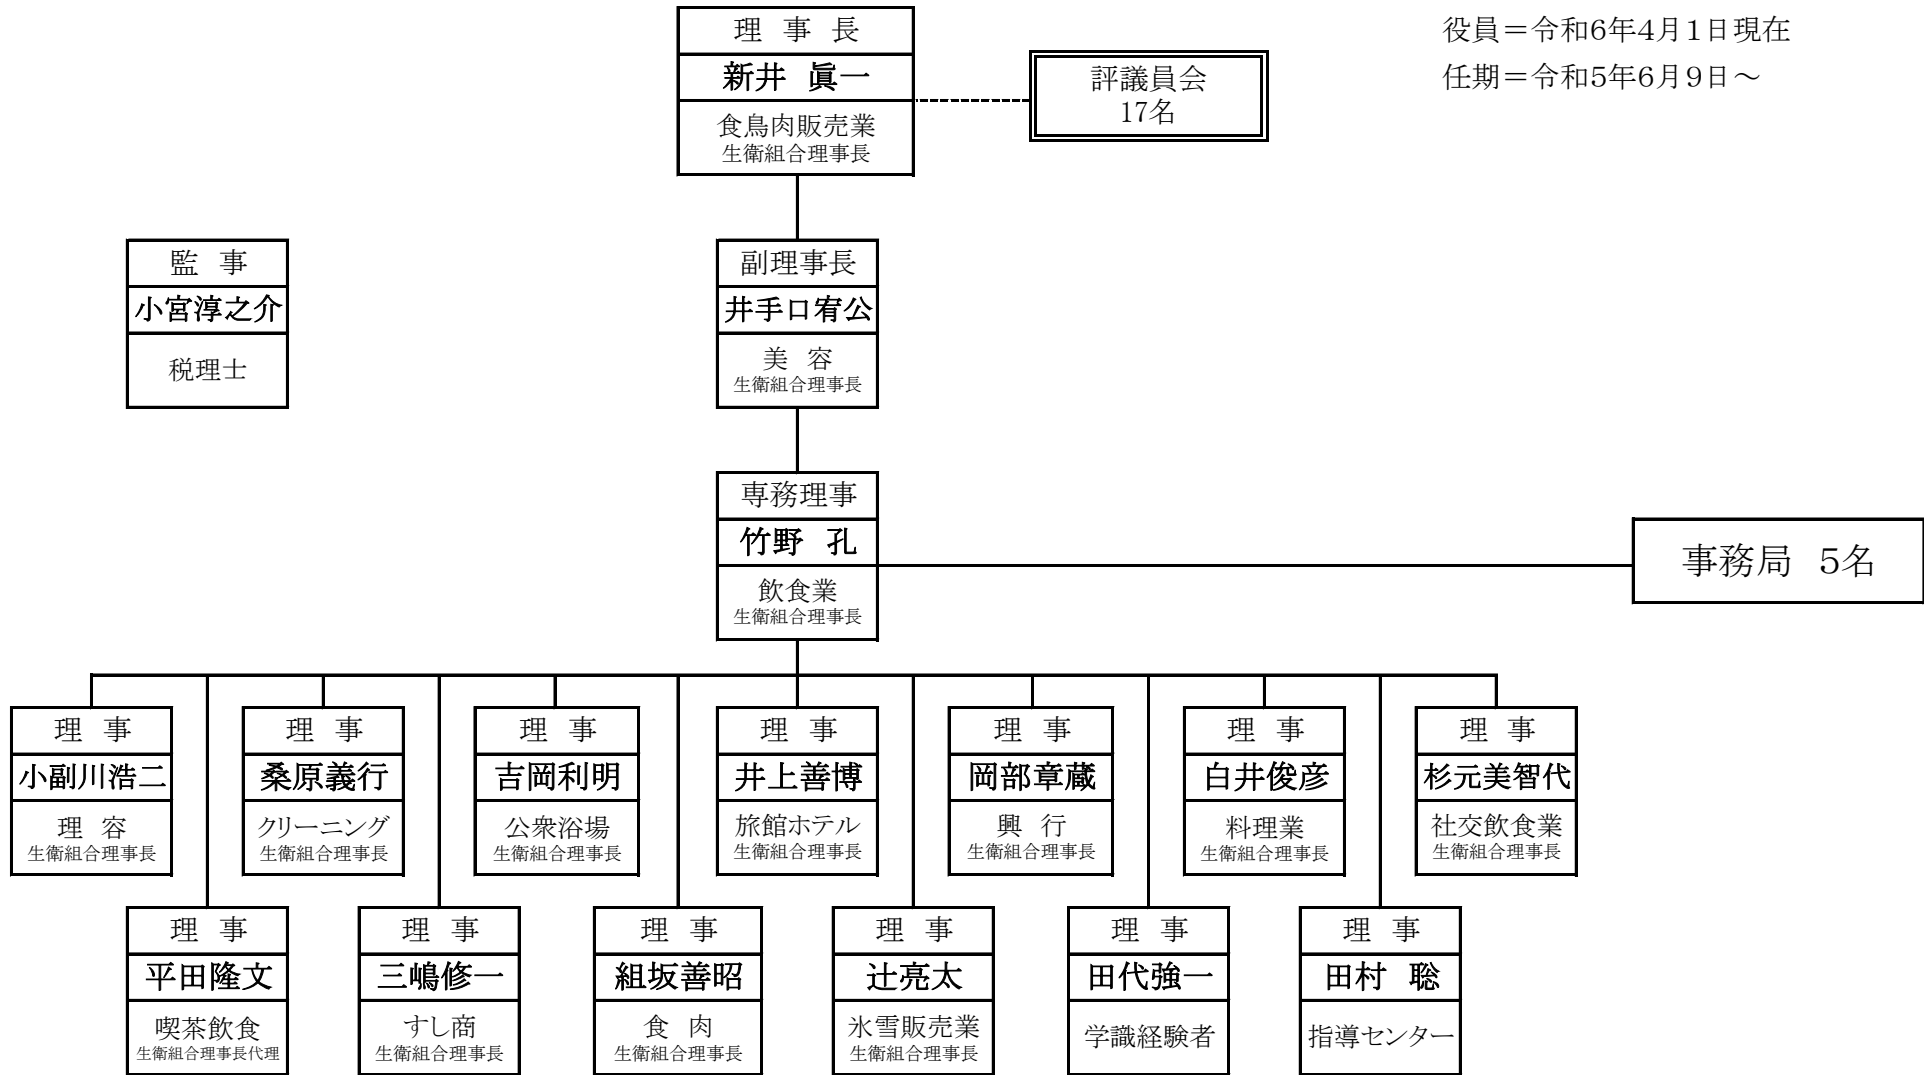 役員＝令和6年4月1日現在
任期＝令和5年6月9日～
理 事 長
新井 眞一
食鳥肉販売業
生衛組合理事長
評議員会
17名
監 事
小宮淳之介
税理士
副理事長
井手口宥公
美 容
生衛組合理事長
専務理事
竹野 孔
飲食業
生衛組合理事長
事務局 5名
理 事
小副川浩二
理 容
生衛組合理事長
理 事
桑原義行
クリーニング
生衛組合理事長
理 事
吉岡利明
公衆浴場
生衛組合理事長
理 事
井上善博
旅館ホテル
生衛組合理事長
理 事
岡部章蔵
興 行
生衛組合理事長
理 事
白井俊彦
料理業
生衛組合理事長
理 事
杉元美智代
社交飲食業
生衛組合理事長
理 事
平田隆文
喫茶飲食
生衛組合理事長代理
理 事
三嶋修一
すし商
生衛組合理事長
理 事
組坂善昭
食 肉
生衛組合理事長
理 事
辻亮太
氷雪販売業
生衛組合理事長
理 事
田代強一
学識経験者
理 事
田村 聡
指導センター